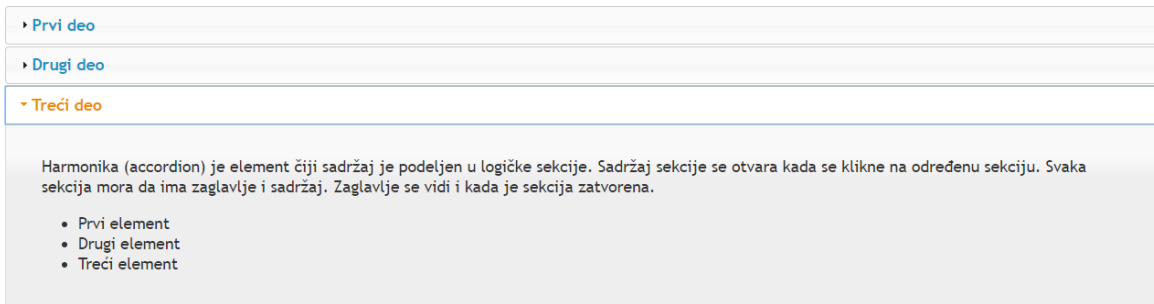 Prvi deo
Drugi deo
Treći deo
Harmonika (accordion) je element čiji sadržaj je podeljen u logičke sekcije. Sadržaj sekcije se otvara kada se klikne na određenu sekciju. Svaka
sekcija mora da ima zaglavlje i sadržaj. Zaglavlje se vidi i kada je sekcija zatvorena.
• Prvi element
• Drugi element
• Treći element